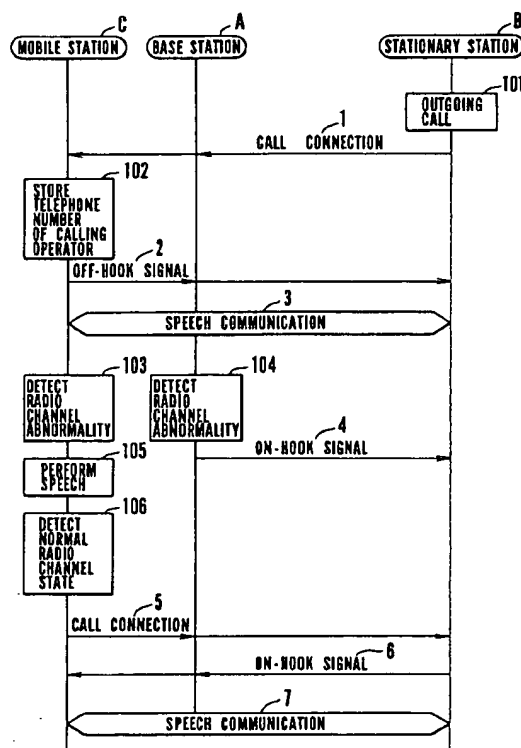 C
A
B
MOBILE STATION
BASE STATION
STATIONARY STATION
101
OUTGOING
CALL
1
CALL CONNECTION
102
STORE
TELEPHONE
NUMBER
OF CALLING
OPERATOR
2
OFF-HOOK SIGNAL
3
SPEECH COMMUNICATION
103
DETECT
RADIO
CHANNEL
ABNORMALITY
104
DETECT
RADIO
CHANNEL
ABNORMALITY
4
ON-HOOK SIGNAL
105
PERFORM
SPEECH
106
DETECT
NORMAL
RADIO
CHANNEL
STATE
5
CALL CONNECTION
6
ON-HOOK SIGNAL
7
SPEECH COMMUNICATION